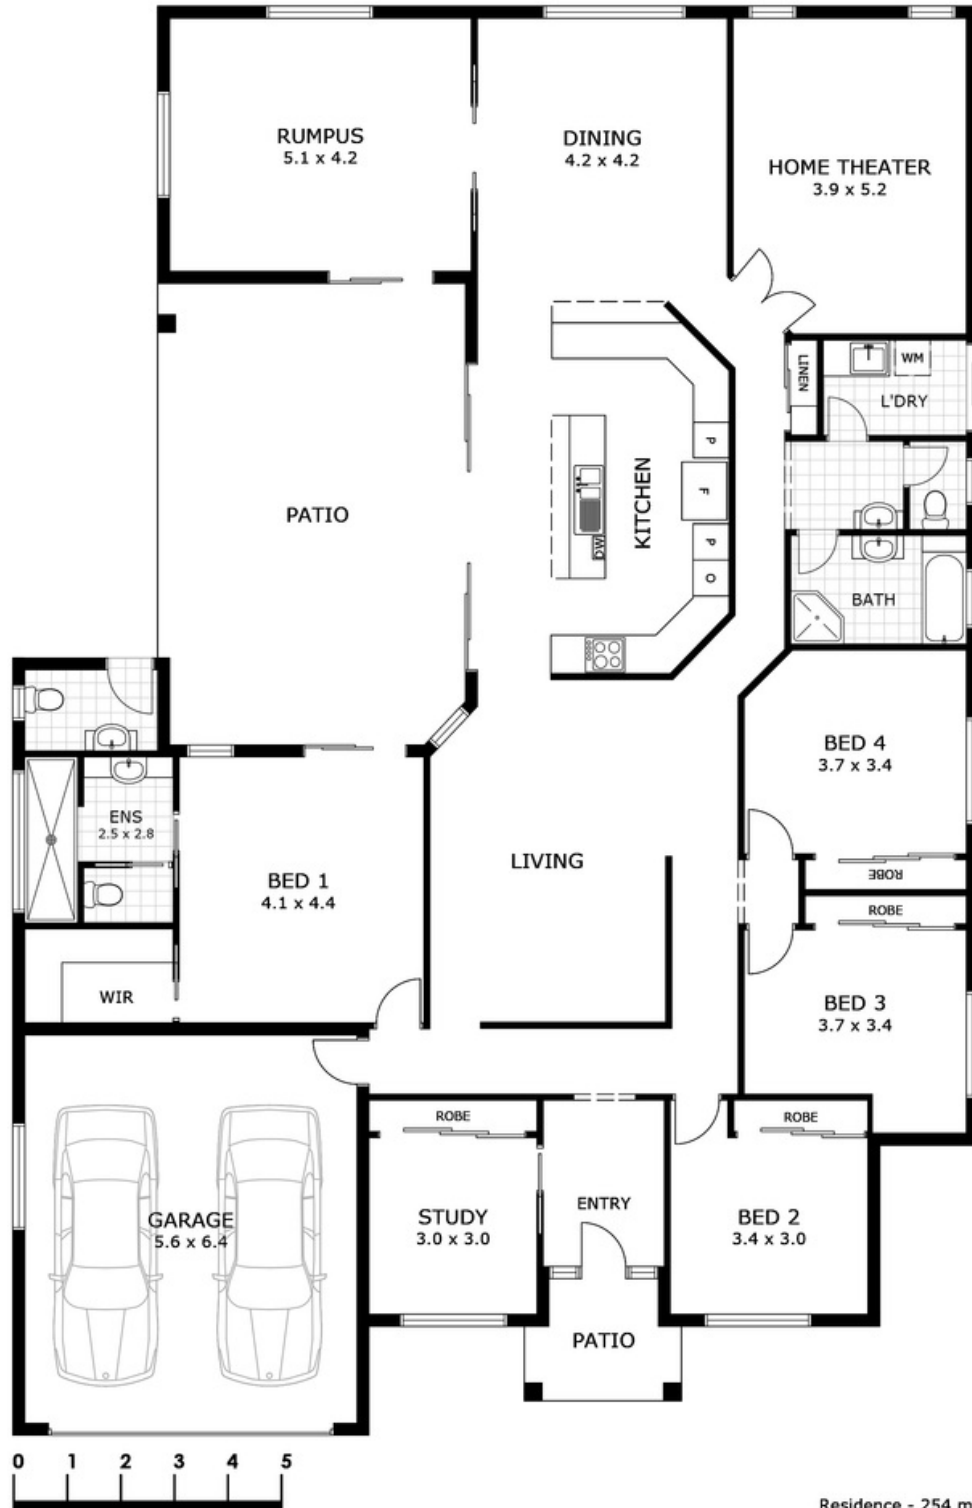 RUMPUS
5.1 x 4.2
DINING
4.2 x 4.2
HOME THEATER
3.9 x 5.2
LINEN
WM
L'DRY
P
F
P
O
KITCHEN
DW
PATIO
BATH
BED 4
3.7 x 3.4
ROBE
ENS
2.5 x 2.8
BED 1
4.1 x 4.4
LIVING
ROBE
WIR
BED 3
3.7 x 3.4
ROBE
ROBE
GARAGE
5.6 x 6.4
STUDY
3.0 x 3.0
ENTRY
BED 2
3.4 x 3.0
PATIO
0 1 2 3 4 5
Residence - 254 m